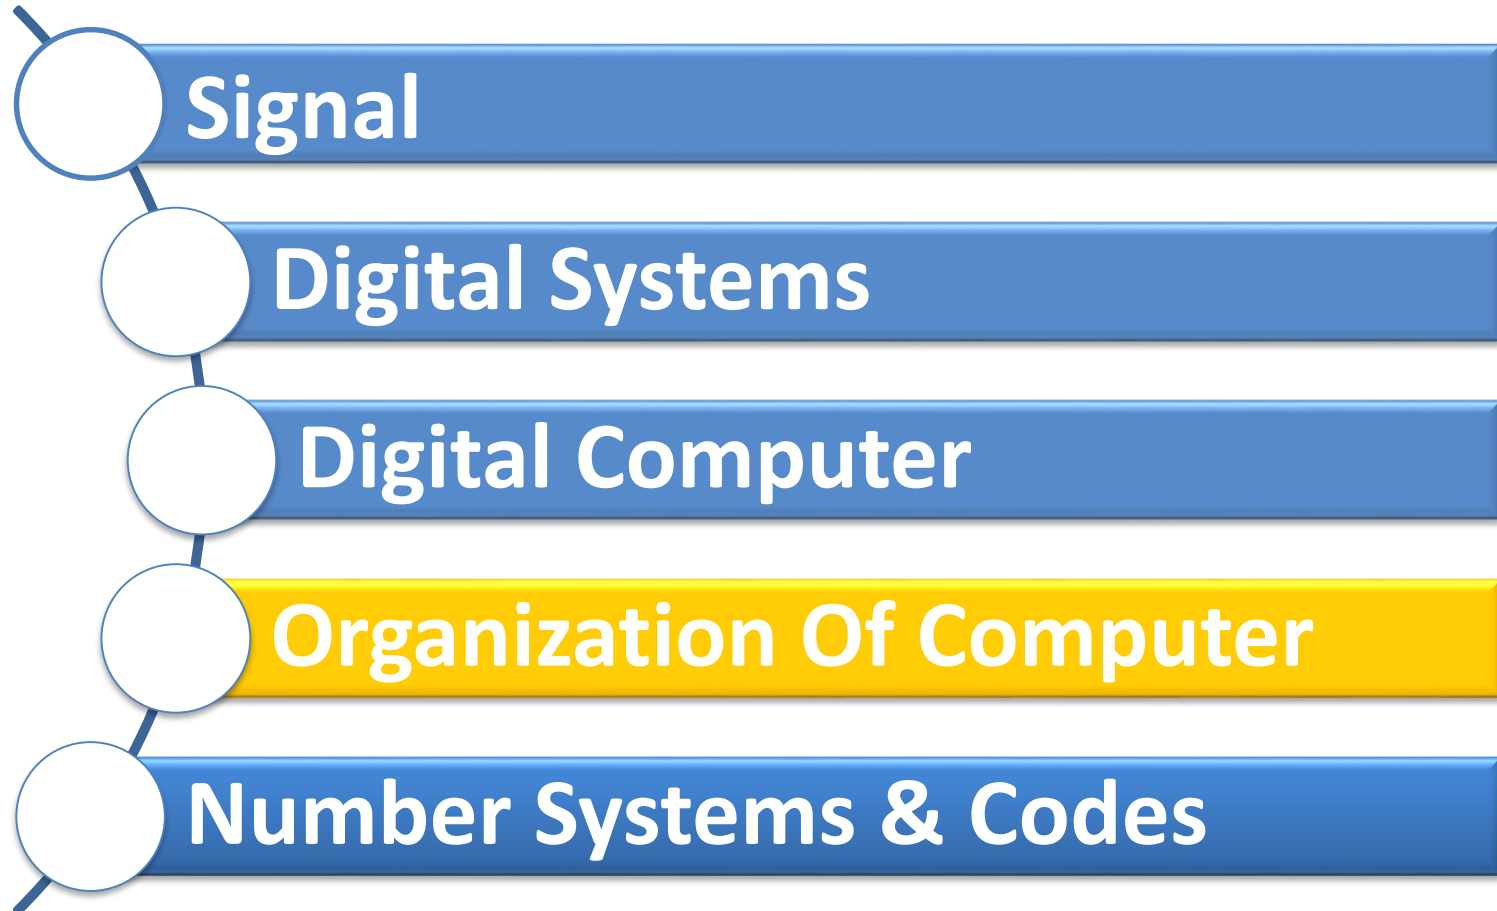 Signal
Digital Systems
Digital Computer
Organization Of Computer
Number Systems & Codes